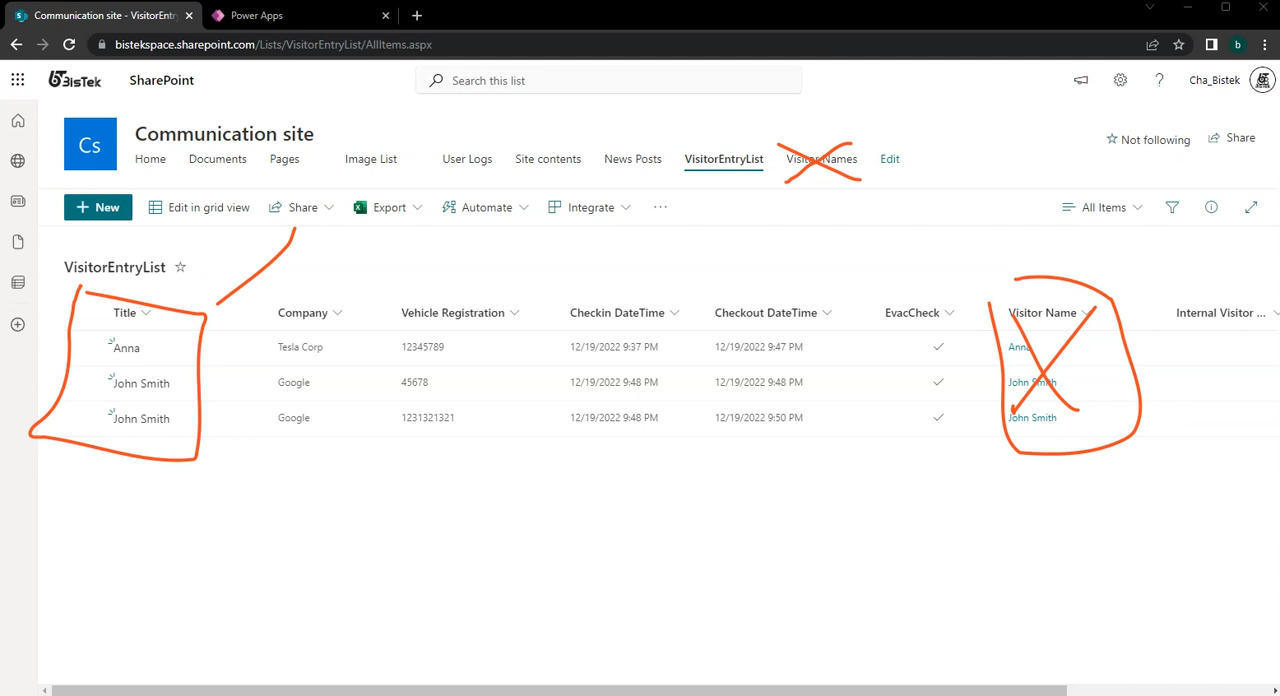 Communication site - VisitorEntr
Power Apps
bistekspace.sharepoint.com/Lists/VisitorEntryList/AllItems.aspx
b
BisTek
SharePoint
Search this list
Cha_Bistek
Cs
Communication site
Not following
Share
Home Documents Pages Image List User Logs Site contents News Posts VisitorEntryList Visitor Names Edit
New Edit in grid view Share Export Automate Integrate ... All Items
VisitorEntryList
Title Company Vehicle Registration Checkin DateTime Checkout DateTime EvacCheck Visitor Name Internal Visitor ...
Anna Tesla Corp 12345789 12/19/2022 9:37 PM 12/19/2022 9:47 PM Anna
John Smith Google 45678 12/19/2022 9:48 PM 12/19/2022 9:48 PM John Smith
John Smith Google 1231321321 12/19/2022 9:48 PM 12/19/2022 9:50 PM John Smith